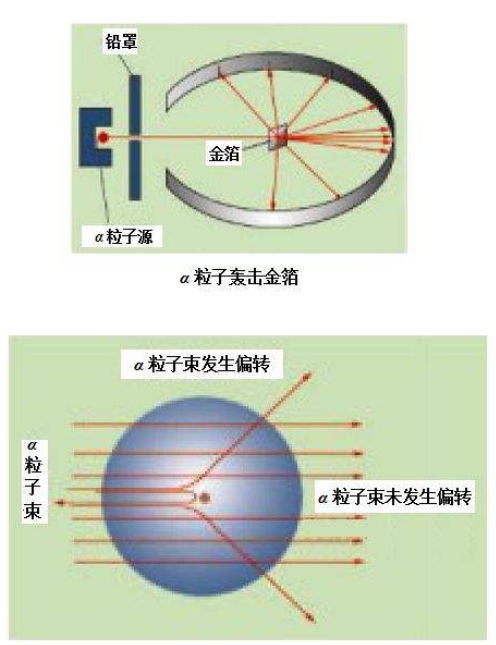 铅罩
金箔
α粒子源
α粒子轰击金箔
α粒子束发生偏转
α粒子束
α粒子束未发生偏转